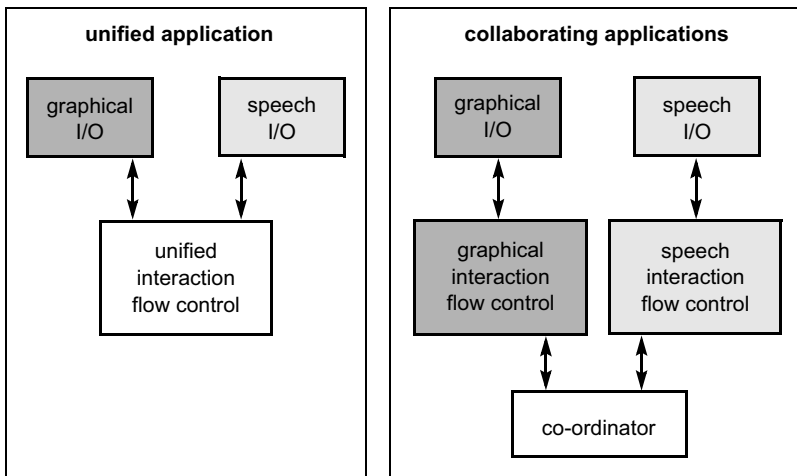 unified application
graphical
I/O
speech
I/O
unified
interaction
flow control
collaborating applications
graphical
I/O
speech
I/O
graphical
interaction
flow control
speech
interaction
flow control
co-ordinator